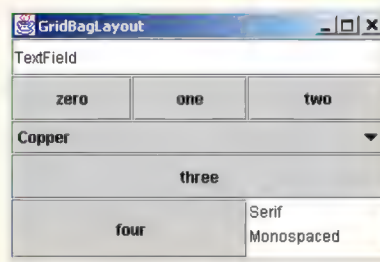 GridBagLayout
TextField
zero one two
Copper
three
four
Serif
Monospaced